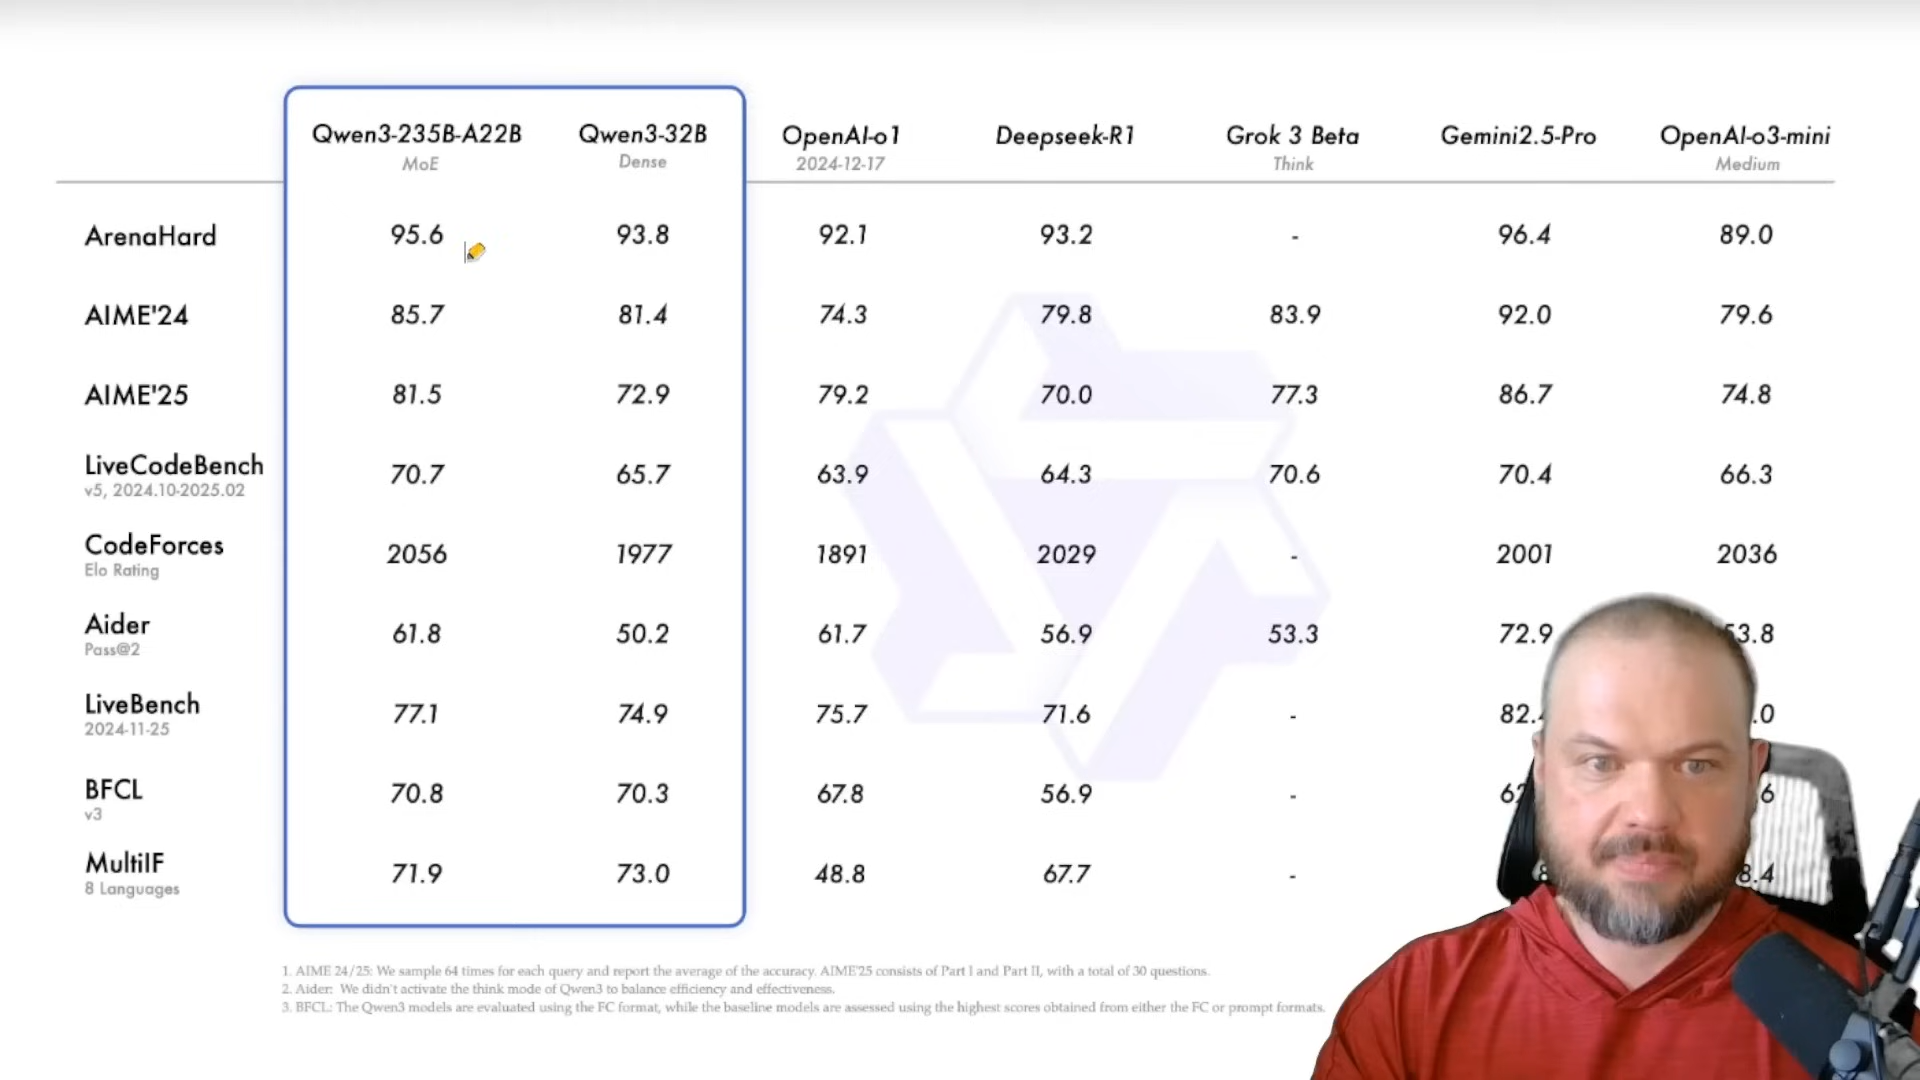 Qwen3-235B-A22B Qwen3-32B OpenAI-o1 Deepseek-R1 Grok 3 Beta Gemini2.5-Pro OpenAI-o3-mini
MoE Dense 2024-12-17 Think Medium
ArenaHard 95.6 93.8 92.1 93.2 - 96.4 89.0
AIME'24 85.7 81.4 74.3 79.8 83.9 92.0 79.6
AIME'25 81.5 72.9 79.2 70.0 77.3 86.7 74.8
LiveCodeBench 70.7 65.7 63.9 64.3 70.6 70.4 66.3
v5, 2024.10-2025.02
CodeForces 2056 1977 1891 2029 - 2001 2036
Elo Rating
Aider 61.8 50.2 61.7 56.9 53.3 72.9
Pass@2
LiveBench 77.1 74.9 75.7 71.6 -
2024-11-25
BFCL 70.8 70.3 67.8 56.9 -
v3
MultiIF 71.9 73.0 48.8 67.7 -
8 Languages
1. AIME 24/25: We sample 64 times for each query and report the average of the accuracy. AIME'25 consists of Part I and Part II, with a total of 30 questions.
2. Aider: We didn't activate the think mode of Qwen3 to balance efficiency and effectiveness.
3. BFCL: The Qwen3 models are evaluated using the FC format, while the baseline models are assessed using the highest scores obtained from either the FC or prompt formats.